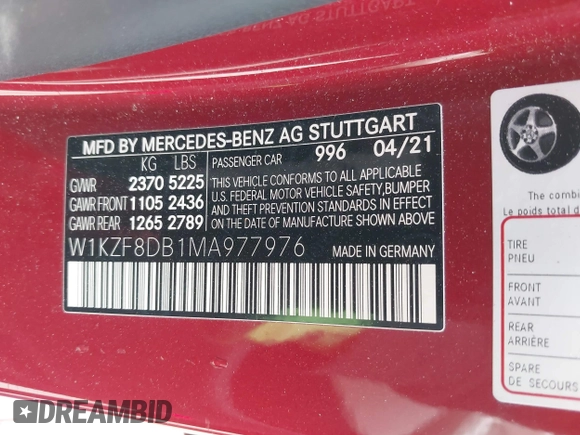 MFD BY MERCEDES-BENZ AG STUTTGART
KG LBS PASSENGER CAR 996 04/21
GVWR 2370 5225
GAWR FRONT 1105 2436
GAWR REAR 1265 2789
THIS VEHICLE CONFORMS TO ALL APPLICABLE
U.S. FEDERAL MOTOR VEHICLE SAFETY, BUMPER
AND THEFT PREVENTION STANDARDS IN EFFECT
ON THE DATE OF MANUFACTURE SHOWN ABOVE
W1KZF8DB1MA977976 MADE IN GERMANY
The combi
Le poids total d
TIRE
PNEU
FRONT
AVANT
REAR
ARRIÈRE
SPARE
DE SECOURS
DREAMBID